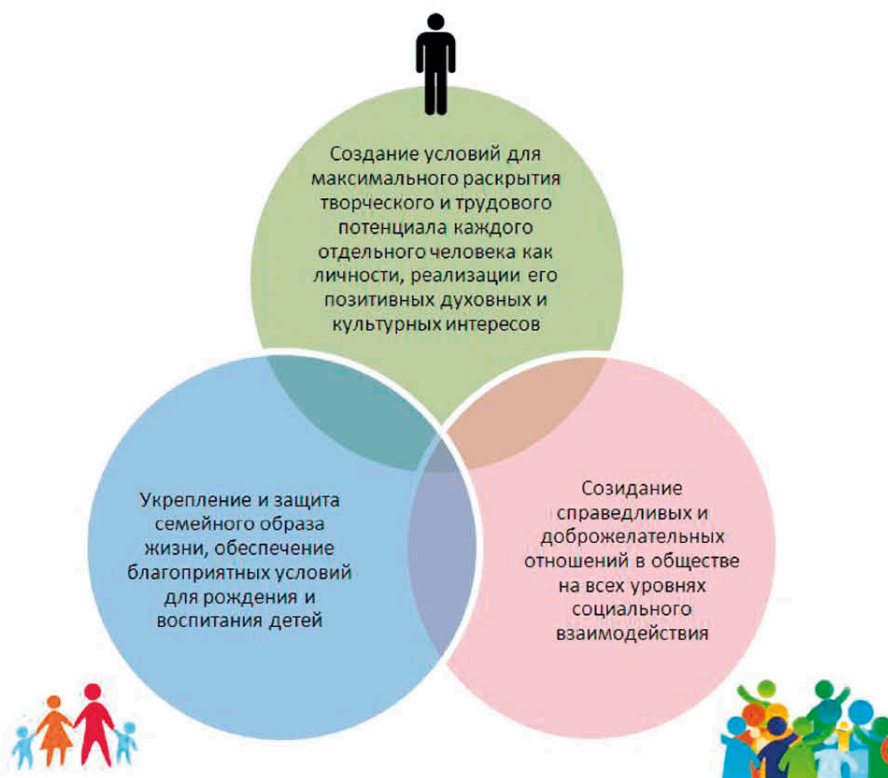 Создание условий для
максимального раскрытия
творческого и трудового
потенциала каждого
отдельного человека как
личности, реализации его
позитивных духовных и
культурных интересов
Укрепление и защита
семейного образа
жизни, обеспечение
благоприятных условий
для рождения и
воспитания детей
Созидание
справедливых и
доброжелательных
отношений в обществе
на всех уровнях
социального
взаимодействия